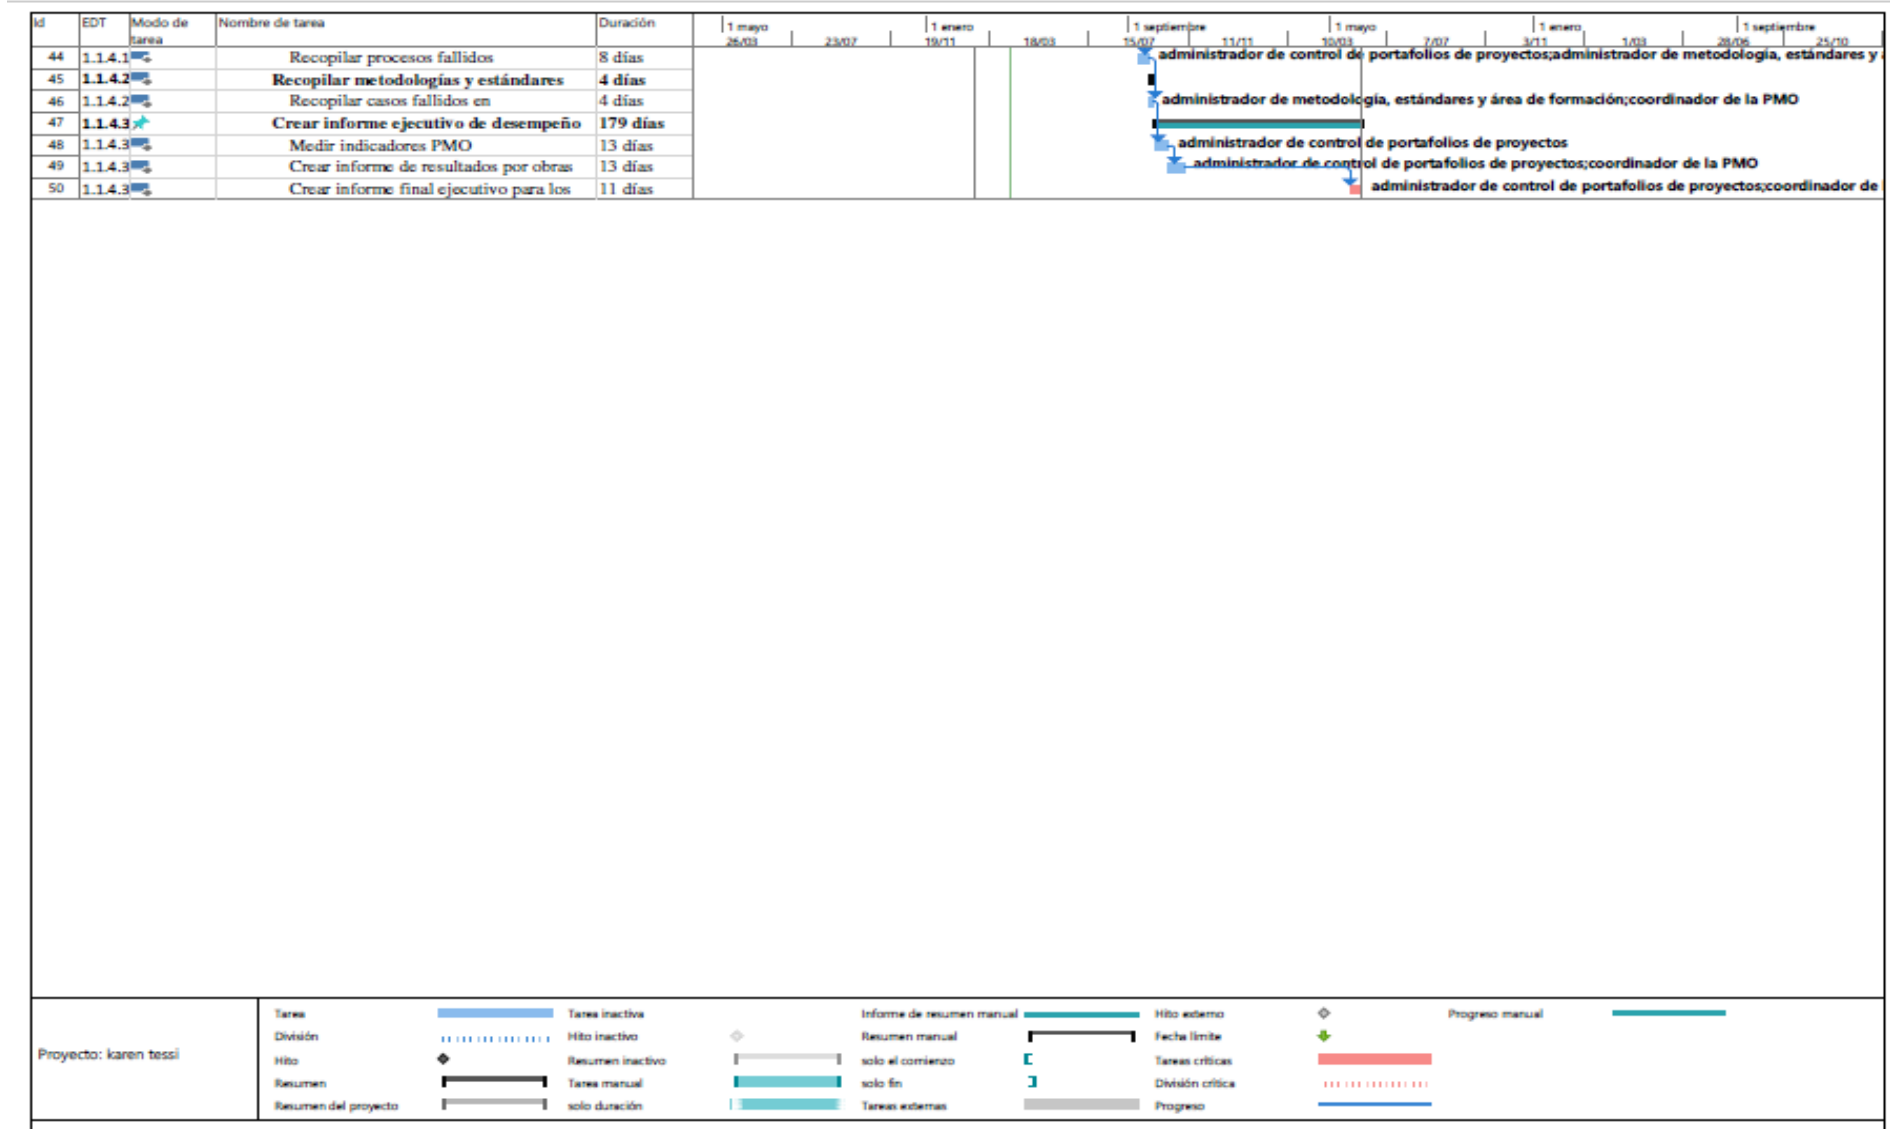 Id EDT Modo de tarea Nombre de tarea Duración
1 mayo 1 enero 1 septiembre 1 mayo 1 enero 1 septiembre
26/03 23/07 19/11 18/03 15/07 11/11 10/03 7/07 3/11 1/03 28/06 25/10
44 1.1.4.1 Recopilar procesos fallidos 8 días administrador de control de portafolios de proyectos;administrador de metodología, estándares y
45 1.1.4.2 Recopilar metodologías y estándares 4 días
46 1.1.4.2 Recopilar casos fallidos en 4 días administrador de metodología, estándares y área de formación;coordinador de la PMO
47 1.1.4.3 Crear informe ejecutivo de desempeño 179 días
48 1.1.4.3 Medir indicadores PMO 13 días administrador de control de portafolios de proyectos
49 1.1.4.3 Crear informe de resultados por obras 13 días administrador de control de portafolios de proyectos;coordinador de la PMO
50 1.1.4.3 Crear informe final ejecutivo para los 11 días administrador de control de portafolios de proyectos;coordinador de
Proyecto: karen tessi
Tarea
División
Hito
Resumen
Resumen del proyecto
Tarea inactiva
Hito inactivo
Resumen inactivo
Tarea manual
solo duración
Informe de resumen manual
Resumen manual
solo el comienzo
solo fin
Tareas externas
Hito externo
Fecha límite
Tareas críticas
División crítica
Progreso
Progreso manual